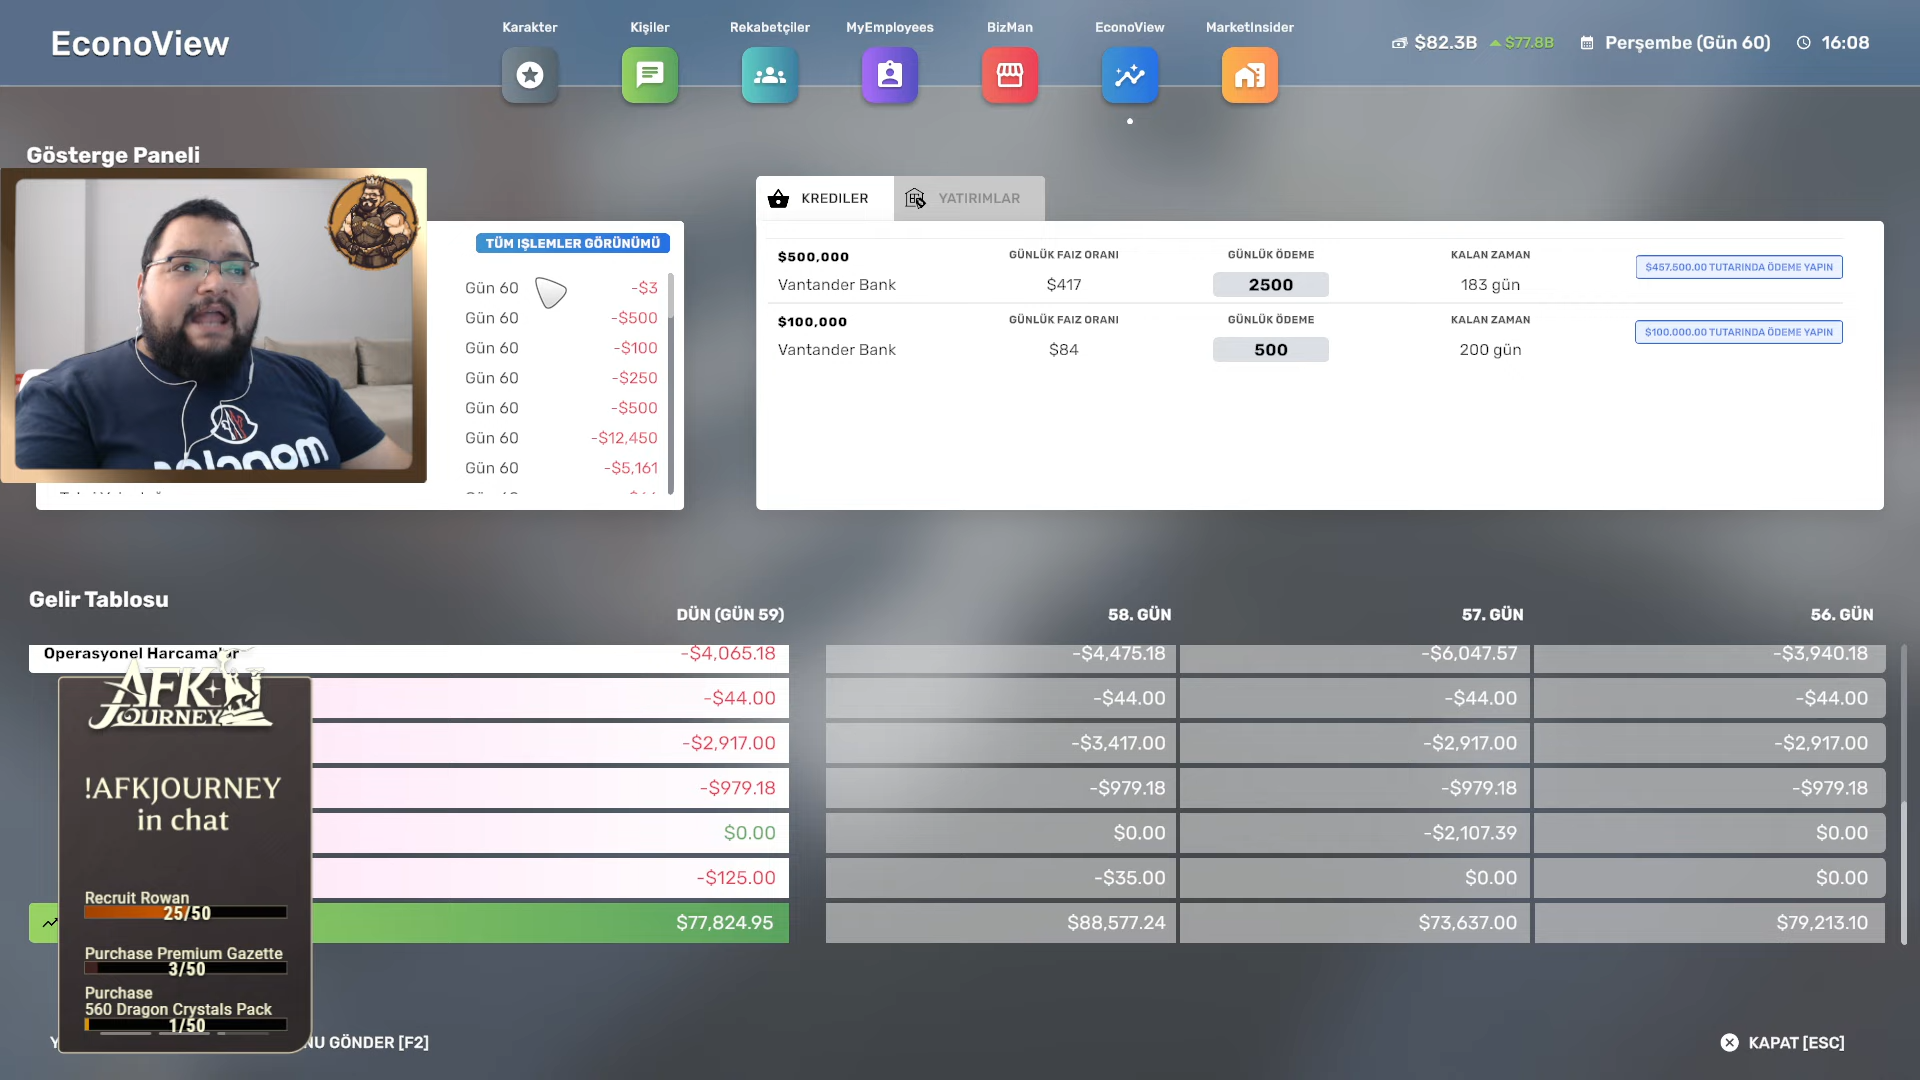 EconoView
Karakter
Kişiler
Rekabetçiler
MyEmployees
BizMan
EconoView
MarketInsider
$82.3B
$77.8B
Perşembe (Gün 60)
16:08
Gösterge Paneli
TÜM IŞLEMLER GÖRÜNÜMÜ
Gün 60 -$3
Gün 60 -$500
Gün 60 -$100
Gün 60 -$250
Gün 60 -$500
Gün 60 -$12,450
Gün 60 -$5,161
KREDILER
YATIRIMLAR
$500,000
Vantander Bank
GÜNLÜK FAIZ ORANI
$417
GÜNLÜK ÖDEME
2500
KALAN ZAMAN
183 gün
$457,500.00 TUTARINDA ÖDEME YAPIN
$100,000
Vantander Bank
GÜNLÜK FAIZ ORANI
$84
GÜNLÜK ÖDEME
500
KALAN ZAMAN
200 gün
$100.000.00 TUTARINDA ÖDEME YAPIN
Gelir Tablosu
DÜN (GÜN 59) 58. GÜN 57. GÜN 56. GÜN
Operasyonel Harcamalar -$4,065.18 -$4,475.18 -$6,047.57 -$3,940.18
-$44.00 -$44.00 -$44.00 -$44.00
-$2,917.00 -$3,417.00 -$2,917.00 -$2,917.00
-$979.18 -$979.18 -$979.18 -$979.18
$0.00 $0.00 -$2,107.39 $0.00
-$125.00 -$35.00 $0.00 $0.00
$77,824.95 $88,577.24 $73,637.00 $79,213.10
AFK
JOURNEY
!AFKJOURNEY
in chat
Recruit Rowan
25/50
Purchase Premium Gazette
3/50
Purchase
560 Dragon Crystals Pack
1/50
NU GÖNDER [F2]
KAPAT [ESC]